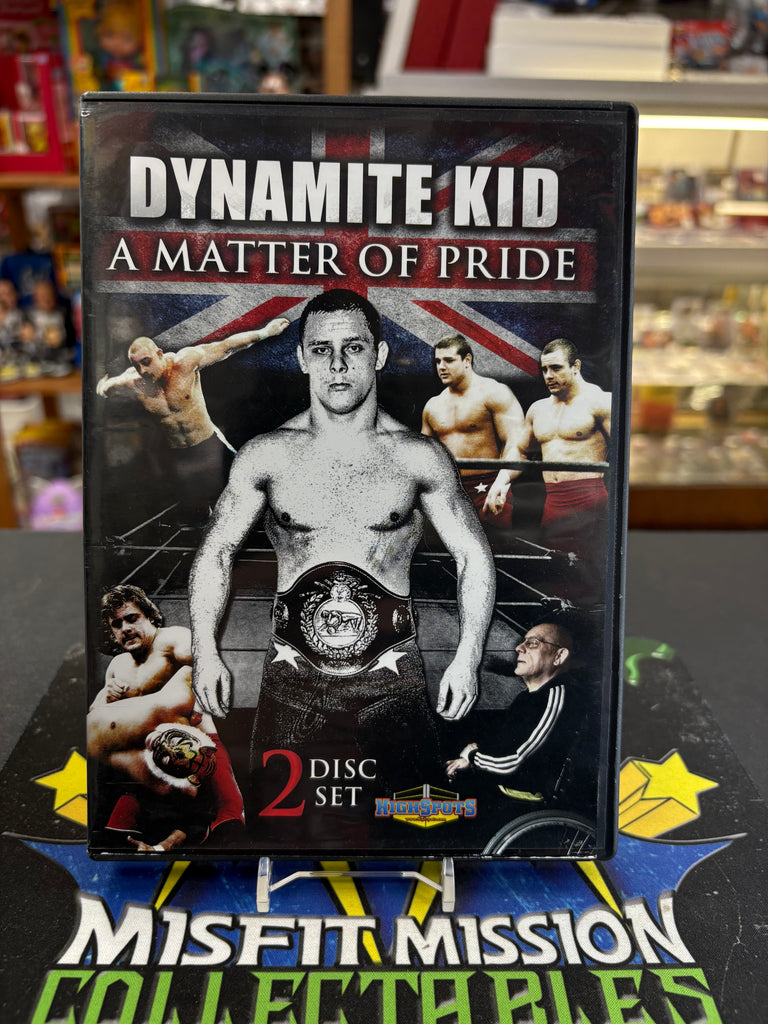 DYNAMITE KID
A MATTER OF PRIDE
2 DISC
SET
HIGHSPOTS
MISFIT MISSION
COLLECTABLES